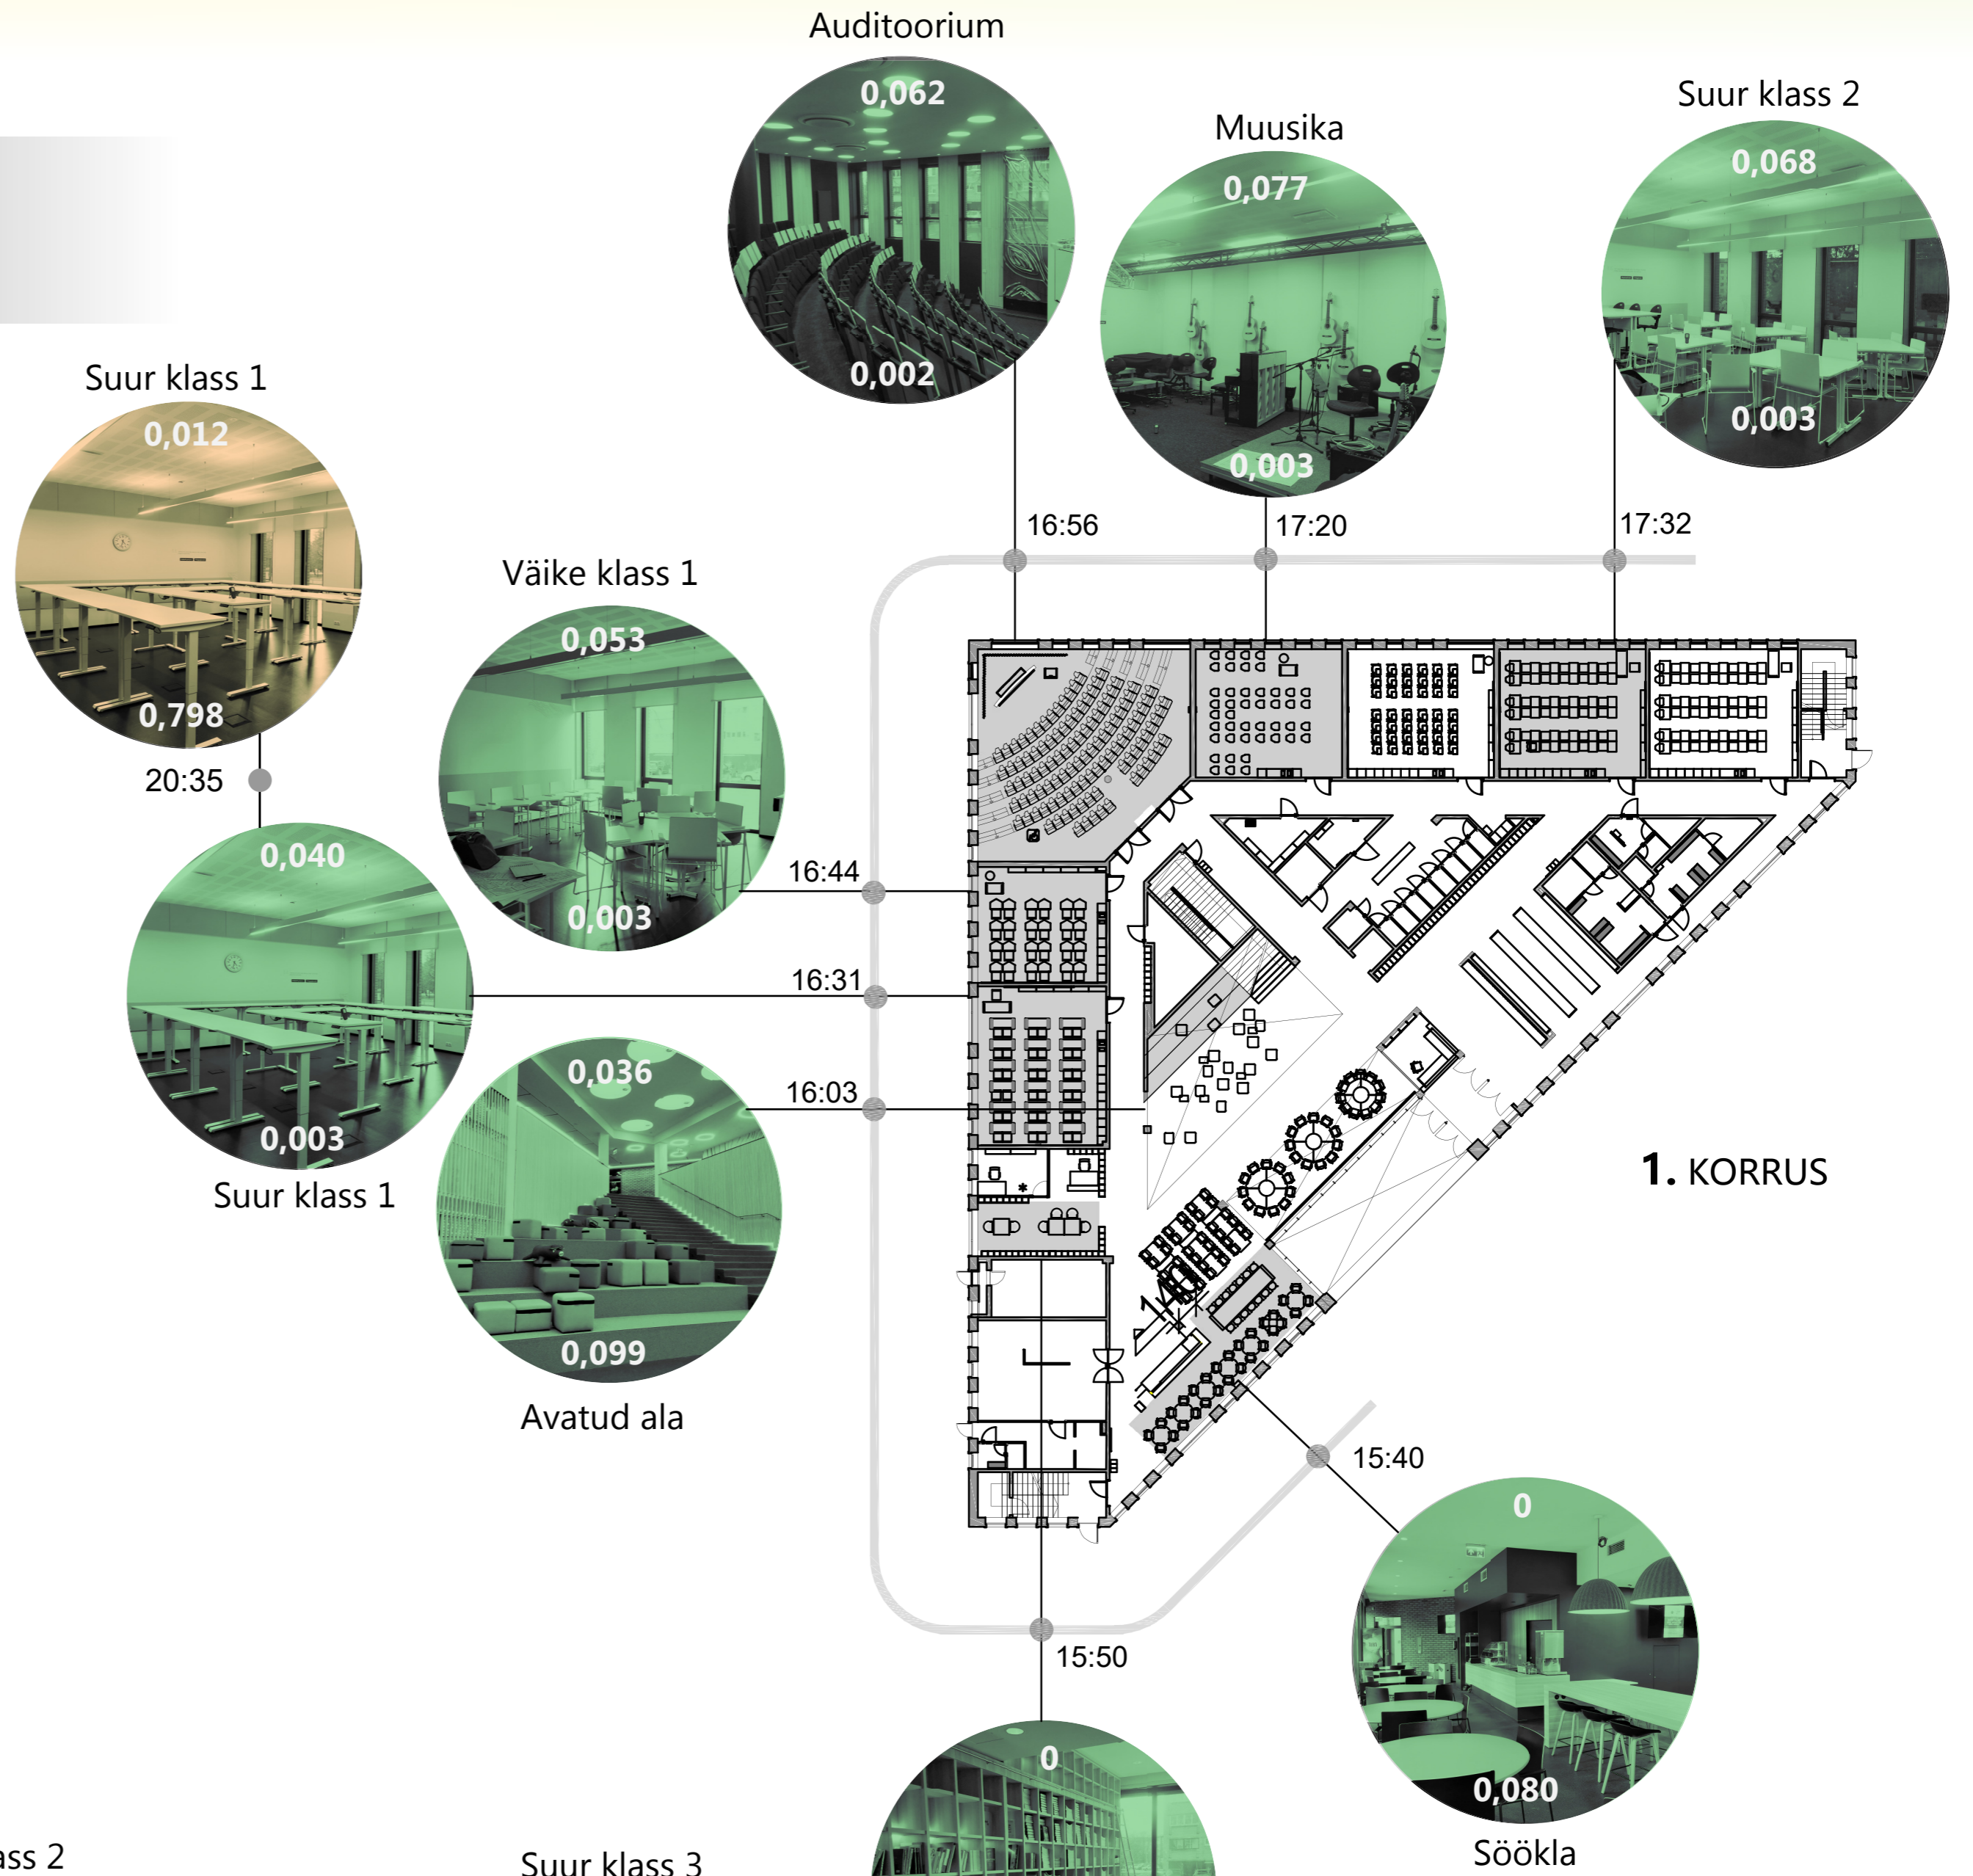 Auditoorium
0,062
0,002
16:56
Muusika
0,077
0,003
17:20
Suur klass 2
0,068
0,003
17:32
Suur klass 1
0,012
0,798
20:35
Väike klass 1
0,053
0,003
16:44
0,040
0,003
Suur klass 1
16:31
0,036
0,099
Avatud ala
16:03
1. KORRUS
15:40
0
0,080
Söökla
15:50
0
ass 2
Suur klass 3